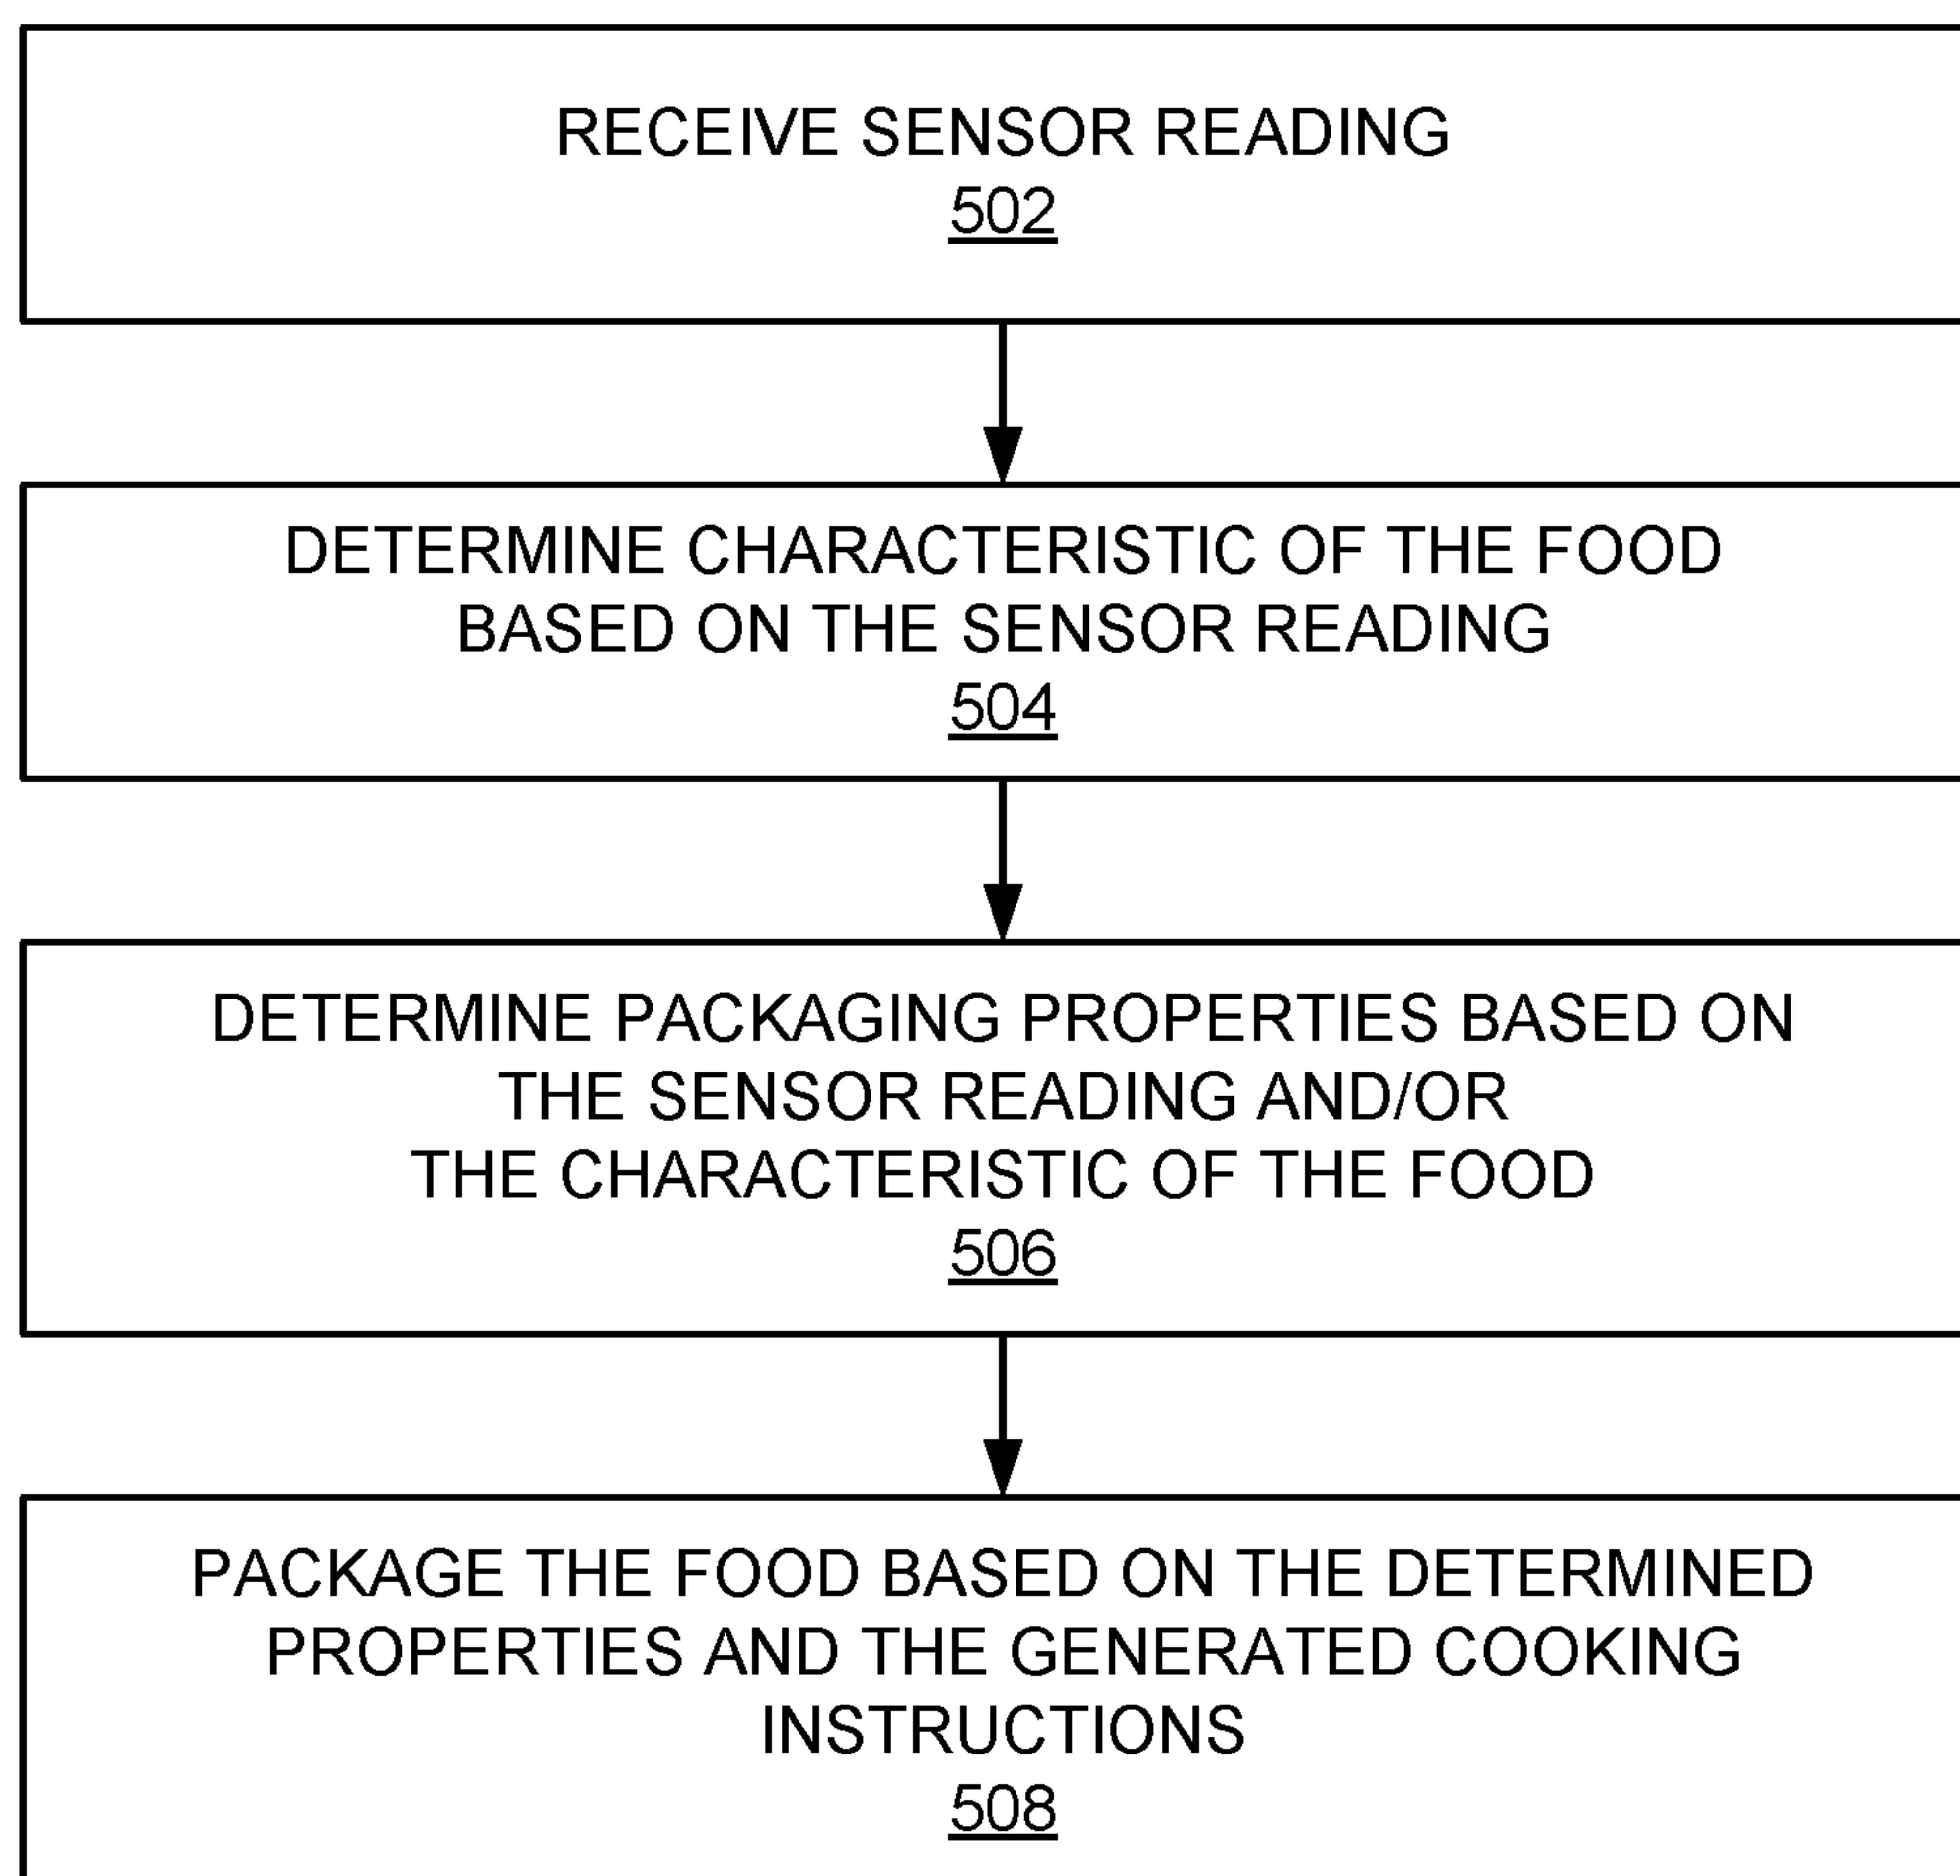 RECEIVE SENSOR READING
502
DETERMINE CHARACTERISTIC OF THE FOOD
BASED ON THE SENSOR READING
504
DETERMINE PACKAGING PROPERTIES BASED ON
THE SENSOR READING AND/OR
THE CHARACTERISTIC OF THE FOOD
506
PACKAGE THE FOOD BASED ON THE DETERMINED
PROPERTIES AND THE GENERATED COOKING
INSTRUCTIONS
508